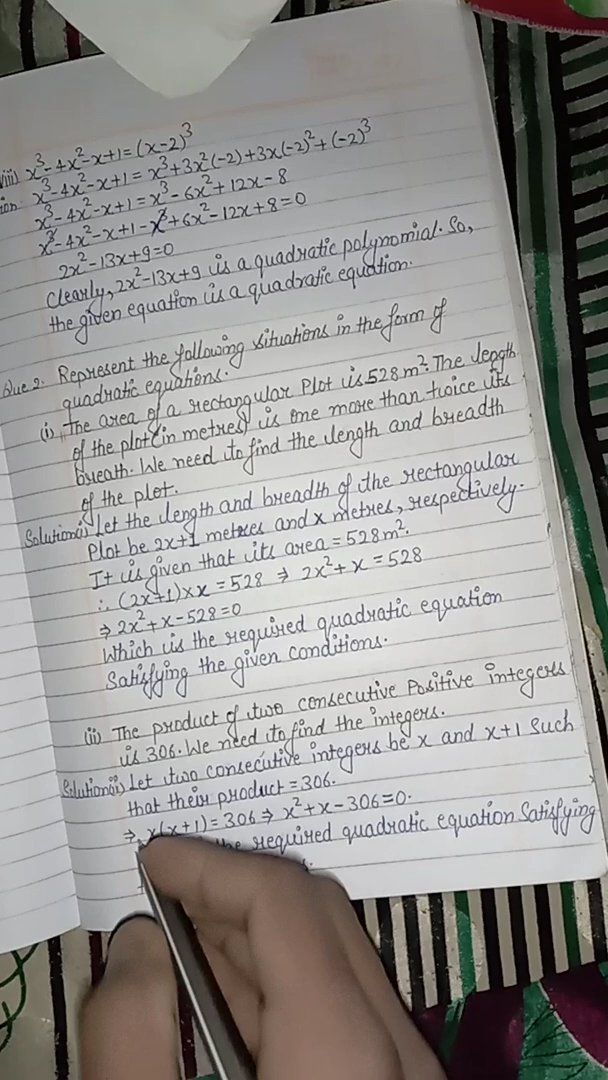 viii) x³-4x²-x+1=(x-2)³
ion: x³-4x²-x+1=x³+3x²(-2)+3x(-2)²+(-2)³
x³-4x²-x+1=x³-6x²+12x-8
x³-4x²-x+1-x³+6x²-12x+8=0
2x²-13x+9=0
Clearly, 2x²-13x+9 is a quadratic polynomial. So,
the given equation is a quadratic equation.
Que 2. Represent the following situations in the form of
quadratic equations.
(i) The area of a rectangular Plot is 528m². The length
of the plot (in metres) is one more than twice its
breath. We need to find the length and breadth
of the plot.
Solution(i) Let the length and breadth of the rectangular
Plot be 2x+1 metres and x metres, respectively.
It is given that its area = 528m².
∴ (2x+1)×x=528 ⇒ 2x²+x=528
⇒ 2x²+x-528=0
Which is the required quadratic equation
Satisfying the given conditions.
(ii) The product of two consecutive Positive integers
is 306. We need to find the integers.
Solution(ii) Let two consecutive integers be x and x+1 Such
that their product = 306.
⇒ x(x+1)=306 ⇒ x²+x-306=0.
the required quadratic equation Satisfying